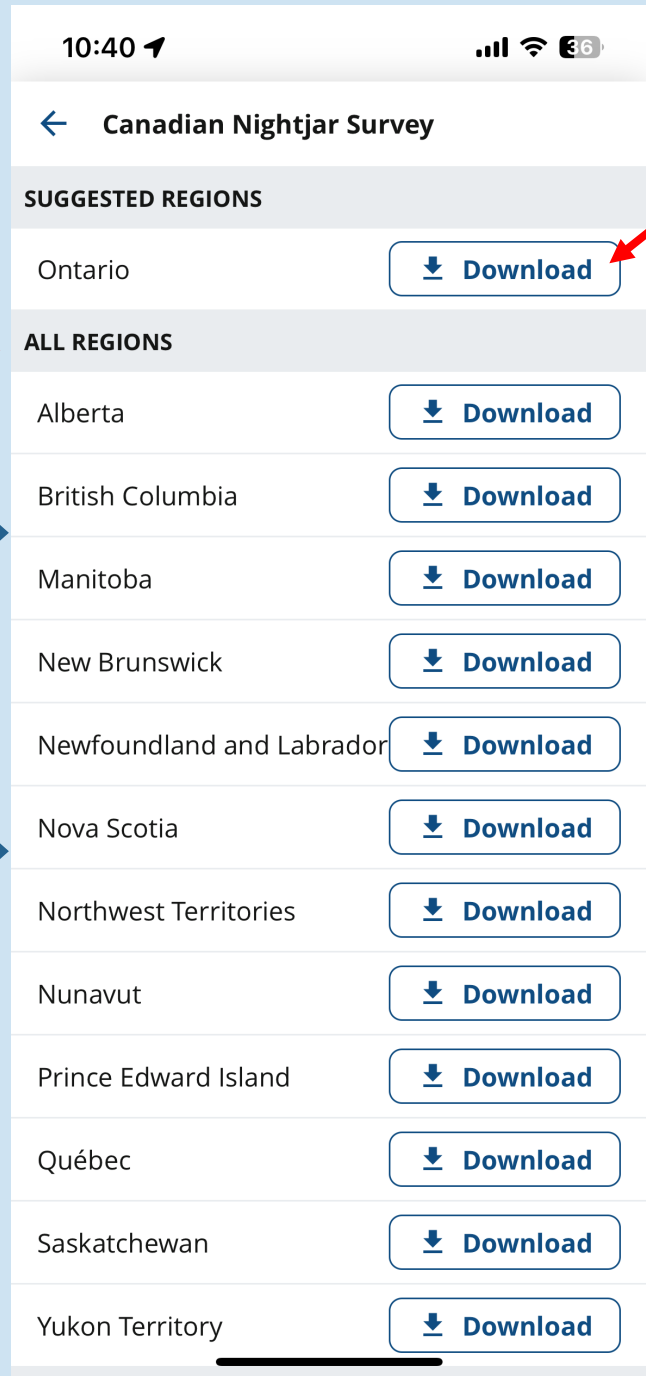 10:40 36
Canadian Nightjar Survey
SUGGESTED REGIONS
Ontario Download
ALL REGIONS
Alberta Download
British Columbia Download
Manitoba Download
New Brunswick Download
Newfoundland and Labrador Download
Nova Scotia Download
Northwest Territories Download
Nunavut Download
Prince Edward Island Download
Québec Download
Saskatchewan Download
Yukon Territory Download